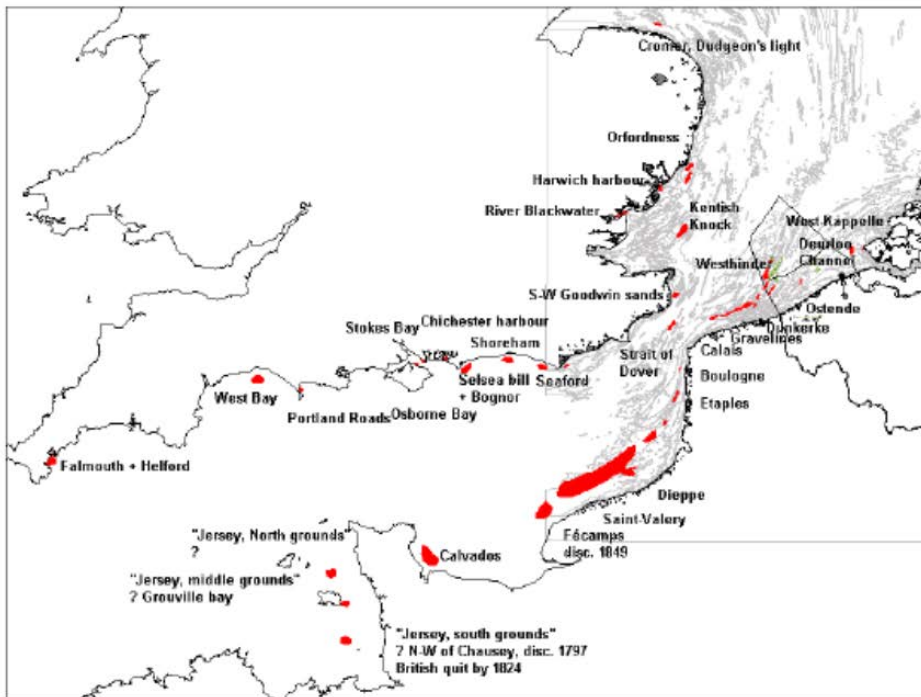 Cromer, Dudgeon's light
Orfordness
Harwich harbour
River Blackwater
Kentish
Knock
West-Kappelle
Deurloo
Channel
Westhinder
S-W Goodwin sands
Ostende
Dunkerke
Gravelines
Calais
Strait of
Dover
Boulogne
Etaples
Stokes Bay
Chichester harbour
Shoreham
Selsea bill
+ Bognor
Seaford
West Bay
Portland Roads
Osborne Bay
Falmouth + Helford
Dieppe
Saint-Valery
Fécamps
disc. 1849
Calvados
"Jersey, North grounds"
?
"Jersey, middle grounds"
? Grouville bay
"Jersey, south grounds"
? N-W of Chausey, disc. 1797
British quit by 1824